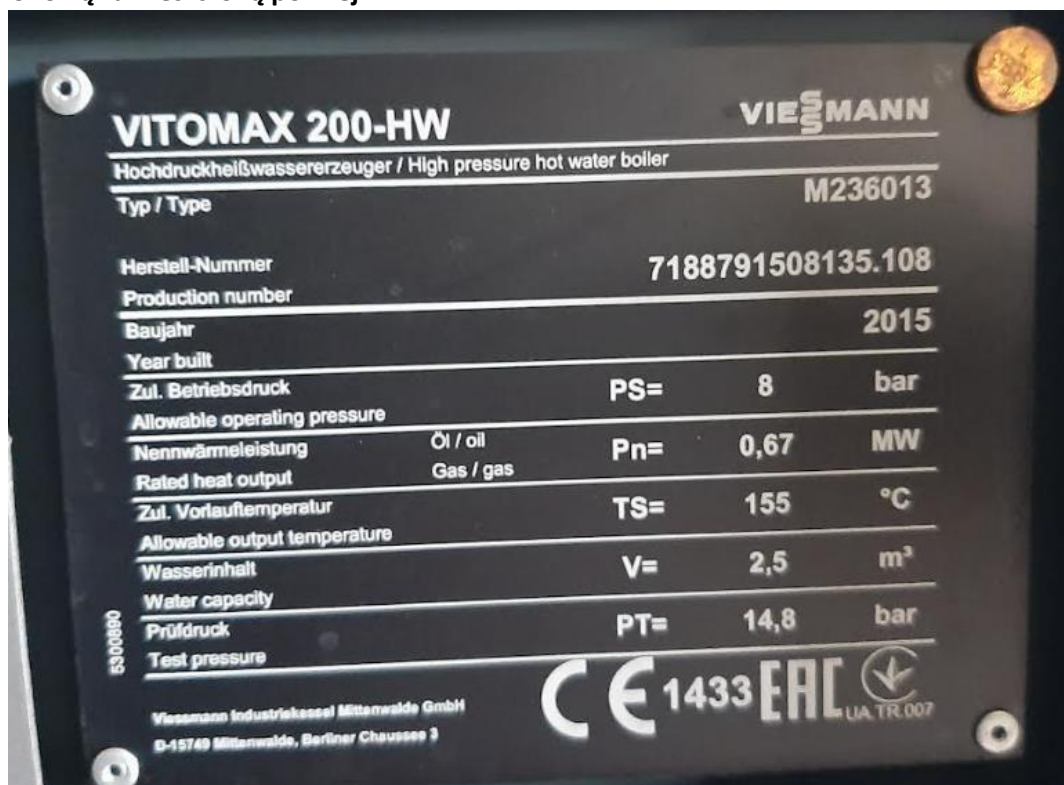 VITOMAX 200-HW
VIESSMANN
Hochdruckheißwassererzeuger / High pressure hot water boiler
Typ / Type M236013
Herstell-Nummer
Production number 7188791508135.108
Baujahr
Year built 2015
Zul. Betriebsdruck
Allowable operating pressure PS= 8 bar
Nennwärmeleistung Öl / oil
Rated heat output Gas / gas Pn= 0,67 MW
Zul. Vorlauftemperatur
Allowable output temperature TS= 155 °C
Wasserinhalt
Water capacity V= 2,5 m³
Prüfdruck
Test pressure PT= 14,8 bar
5300890
Viessmann Industriekessel Mittenwalde GmbH
D-15749 Mittenwalde, Berliner Chaussee 3
CE 1433 EAC UA.TR.007